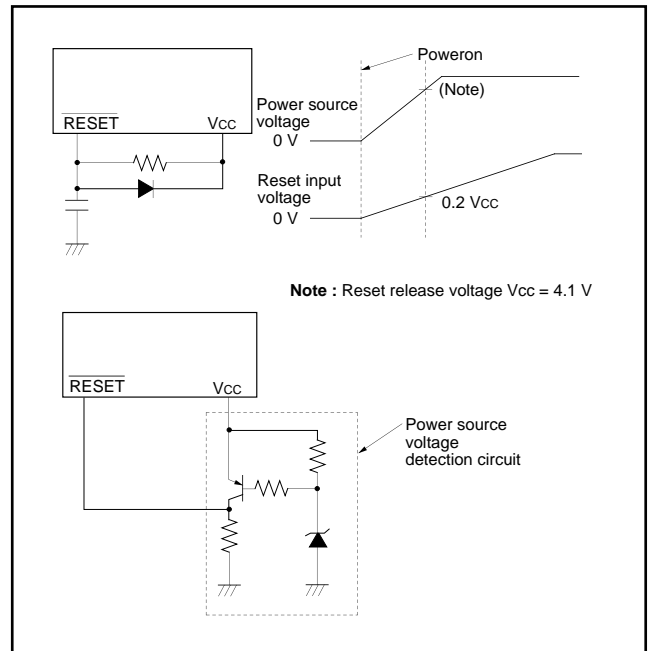 Poweron
(Note)
Power source
voltage
0 V
RESET
VCC
Reset input
voltage
0 V
0.2 VCC
Note : Reset release voltage Vcc = 4.1 V
RESET
VCC
Power source
voltage
detection circuit